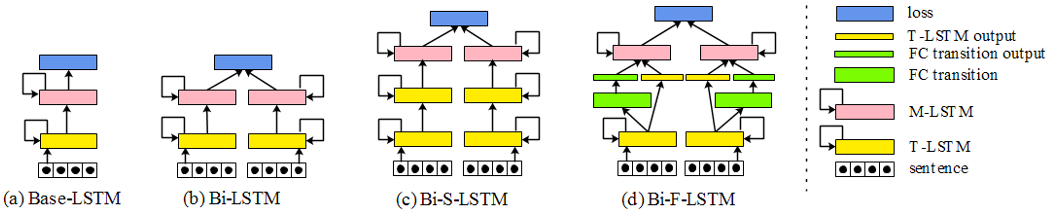 loss
T-LSTM output
FC transition output
FC transition
M-LSTM
T-LSTM
sentence
(a) Base-LSTM
(b) Bi-LSTM
(c) Bi-S-LSTM
(d) Bi-F-LSTM